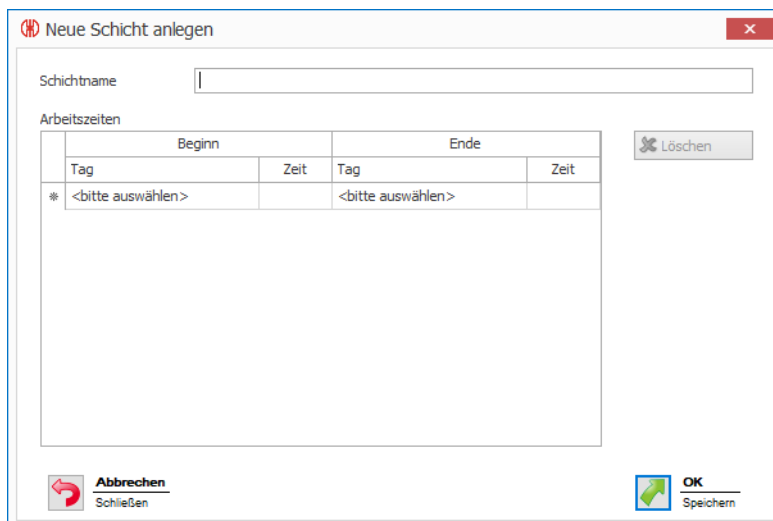 Neue Schicht anlegen
Schichtname
Arbeitszeiten
Beginn Ende
Löschen
Tag Zeit Tag Zeit
<bitte auswählen> <bitte auswählen>
Abbrechen
Schließen
OK
Speichern